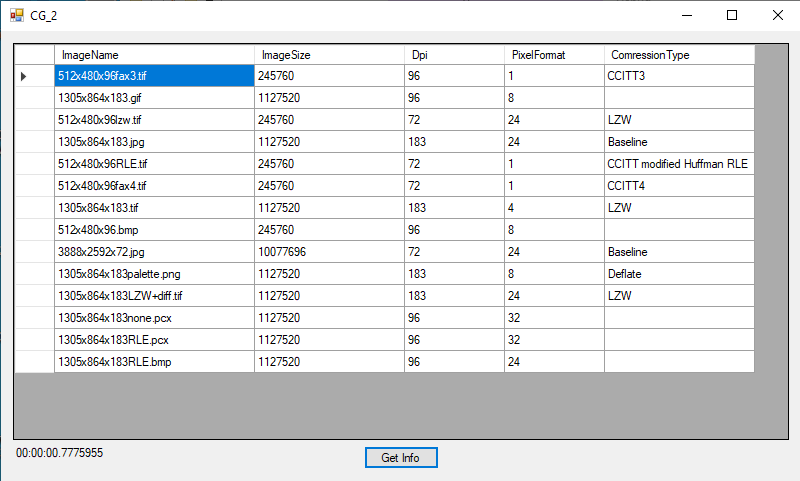 CG_2
ImageName ImageSize Dpi PixelFormat ComressionType
512x480x96fax3.tif 245760 96 1 CCITT3
1305x864x183.gif 1127520 96 8
512x480x96lzw.tif 245760 72 24 LZW
1305x864x183.jpg 1127520 183 24 Baseline
512x480x96RLE.tif 245760 72 1 CCITT modified Huffman RLE
512x480x96fax4.tif 245760 72 1 CCITT4
1305x864x183.tif 1127520 183 4 LZW
512x480x96.bmp 245760 96 8
3888x2592x72.jpg 10077696 72 24 Baseline
1305x864x183palette.png 1127520 183 8 Deflate
1305x864x183LZW+diff.tif 1127520 183 24 LZW
1305x864x183none.pcx 1127520 96 32
1305x864x183RLE.pcx 1127520 96 32
1305x864x183RLE.bmp 1127520 96 24
00:00:00.7775955
Get Info